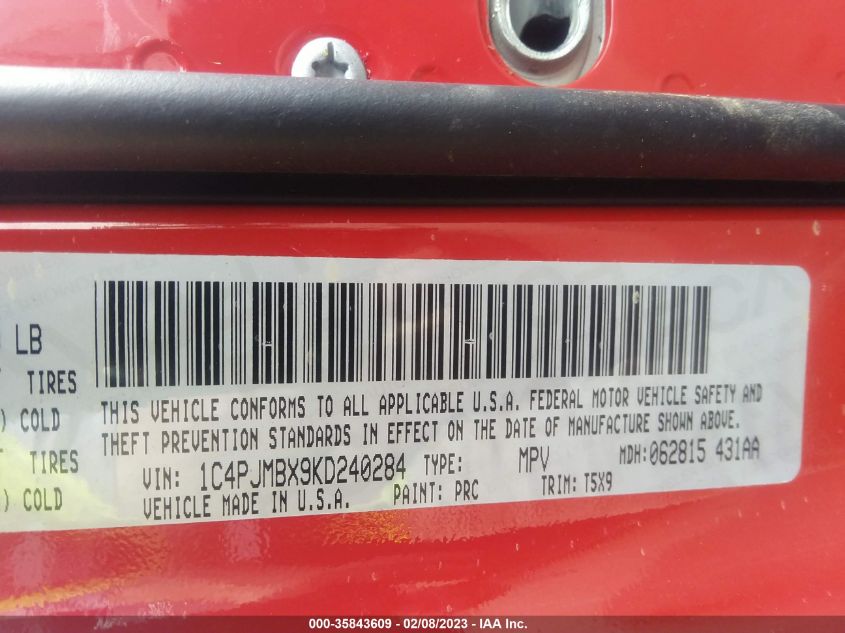 LB
TIRES
) COLD
TIRES
) COLD
THIS VEHICLE CONFORMS TO ALL APPLICABLE U.S.A. FEDERAL MOTOR VEHICLE SAFETY AND
THEFT PREVENTION STANDARDS IN EFFECT ON THE DATE OF MANUFACTURE SHOWN ABOVE.
VIN: 1C4PJMBX9KD240284 TYPE: MPV MDH:062815 431AA
VEHICLE MADE IN U.S.A. PAINT: PRC TRIM: T5X9
000-35843609 — 02/08/2023 — IAA Inc.